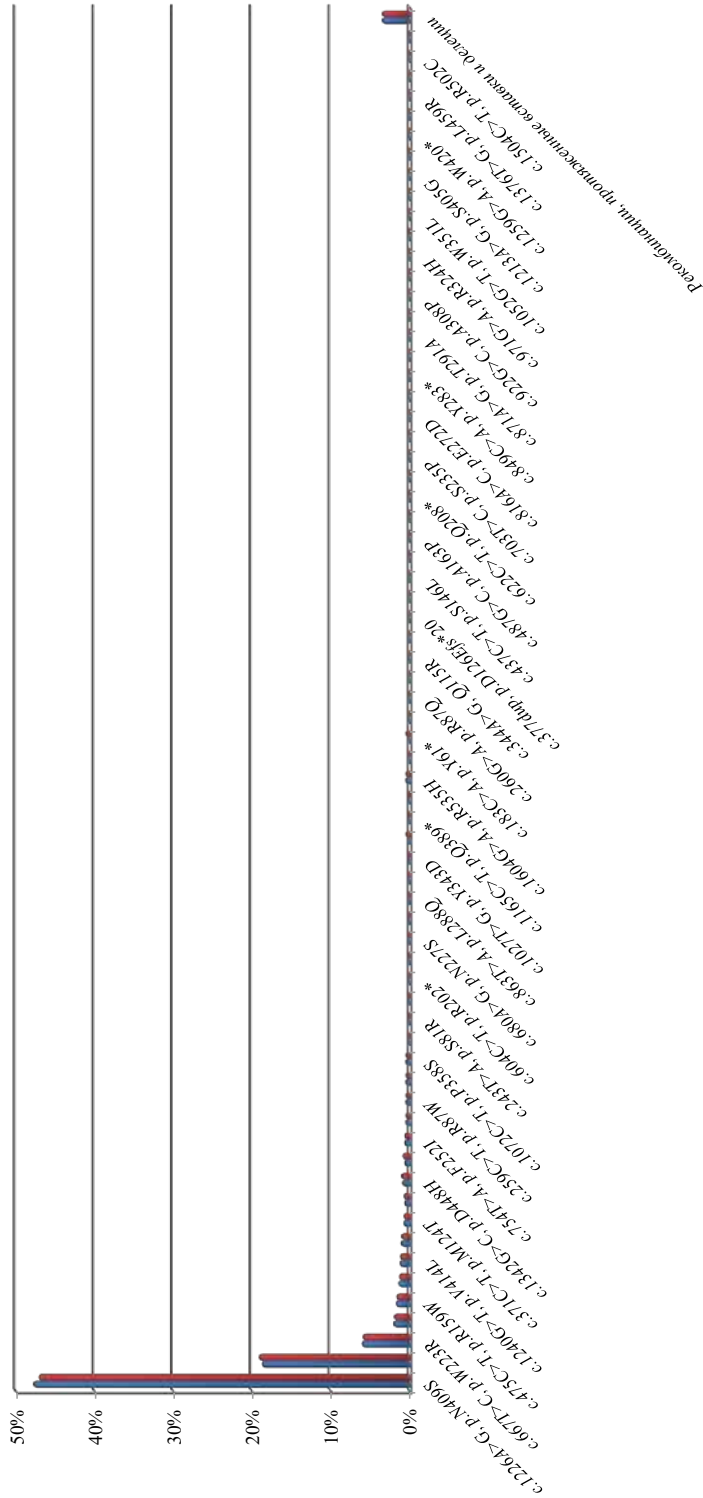 50%
40%
30%
20%
10%
0%
c.1226A>G, p.N409S
c.667T>C, p.W223R
c.475C>T, p.R159W
c.1240G>T, p.V414L
c.371C>T, p.M124T
c.1342G>C, p.D448H
c.754T>A, p.F252I
c.259C>T, p.R87W
c.1072C>T, p.P358S
c.243T>A, p.S81R
c.604C>T, p.R202*
c.680A>G, p.N227S
c.863T>A, p.L288Q
c.1027T>G, p.Y343D
c.1165C>T, p.Q389*
c.1604G>A, p.R535H
c.183C>A, p.Y61*
c.260G>A, p.R87Q
c.344A>G, Q115R
c.377dup, p.D126Efs*20
c.437C>T, p.S146L
c.487G>C, p.A163P
c.622C>T, p.Q208*
c.703T>C, p.S235P
c.816A>C, p.E272D
c.849C>A, p.Y283*
c.871A>G, p.T291A
c.922G>C, p.A308P
c.971G>A, p.R324H
c.1052G>T, p.W351L
c.1213A>G, p.S405G
c.1259G>A, p.W420*
c.1376T>G, p.L459R
c.1504C>T, p.R502C
Рекомбинации, протяженные вставки и делеции